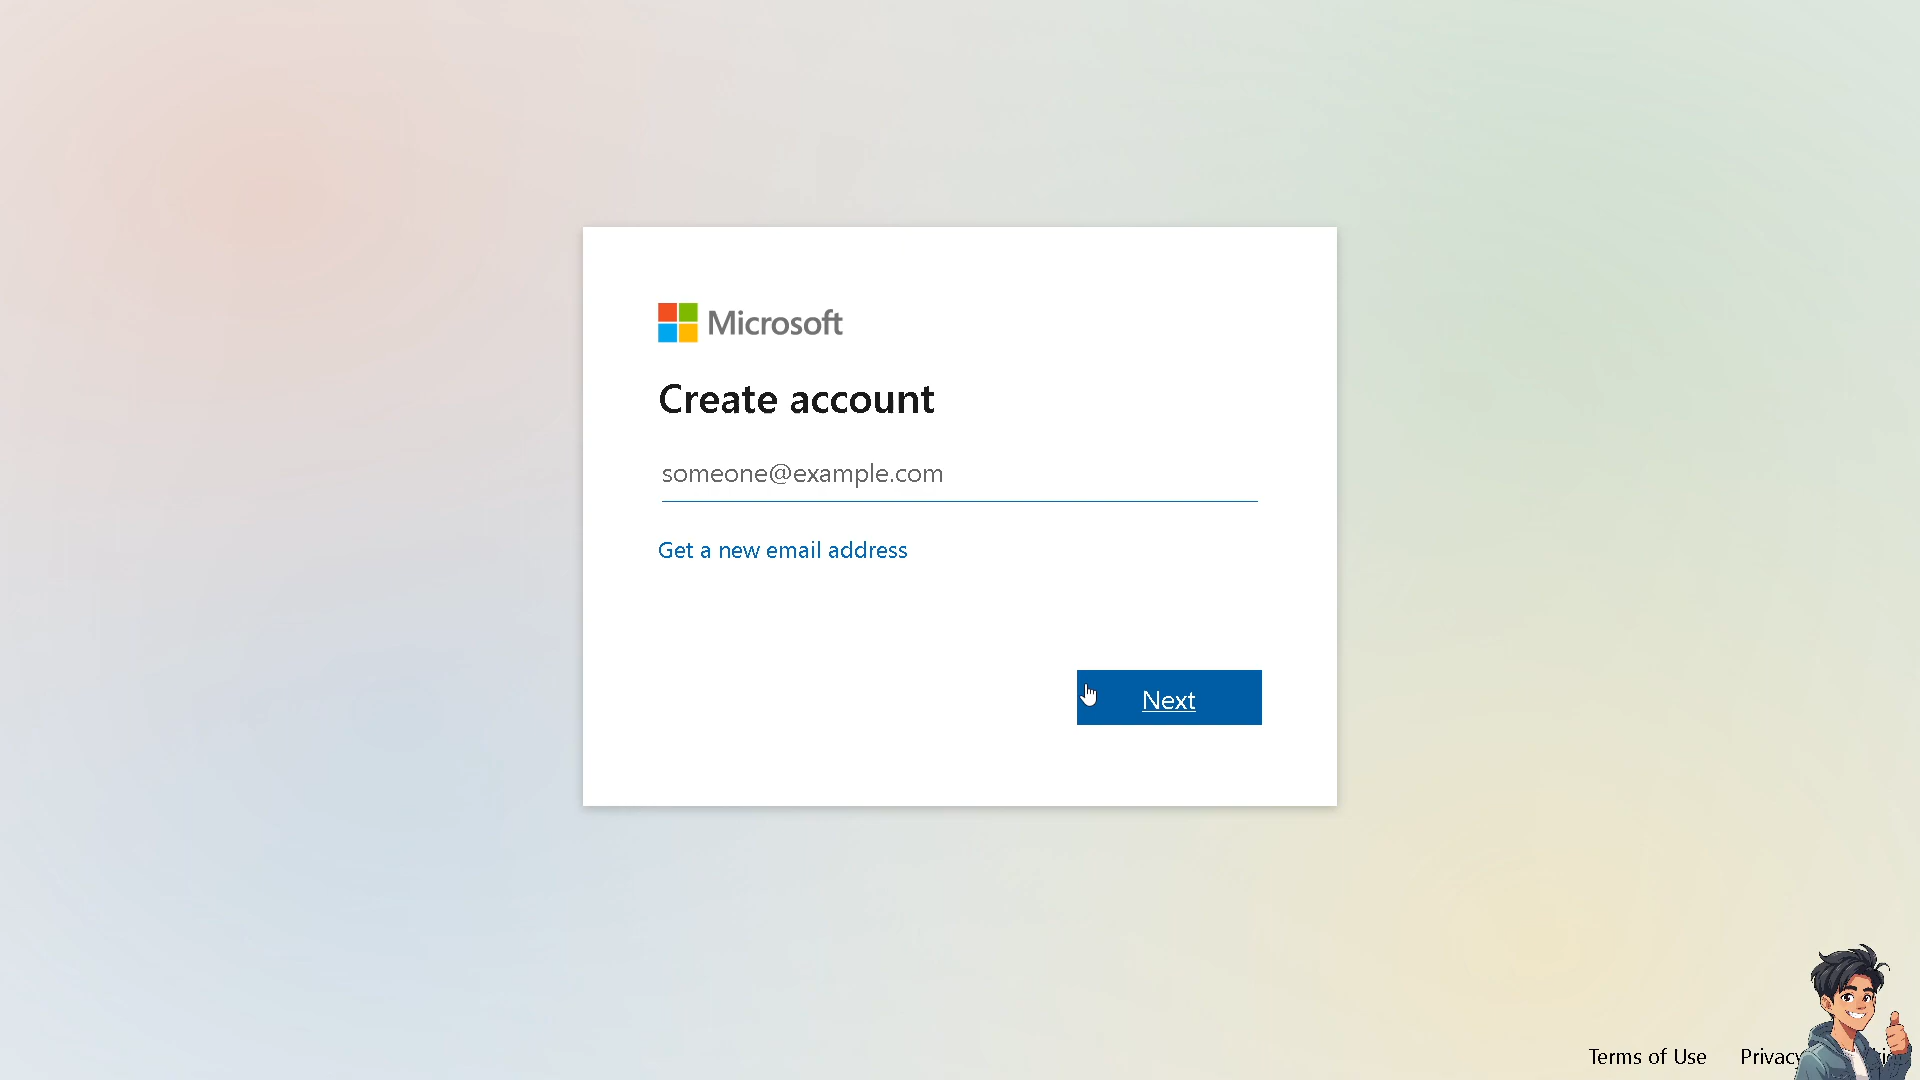 Microsoft
Create account
someone@example.com
Get a new email address
Next
Terms of Use
Privacy